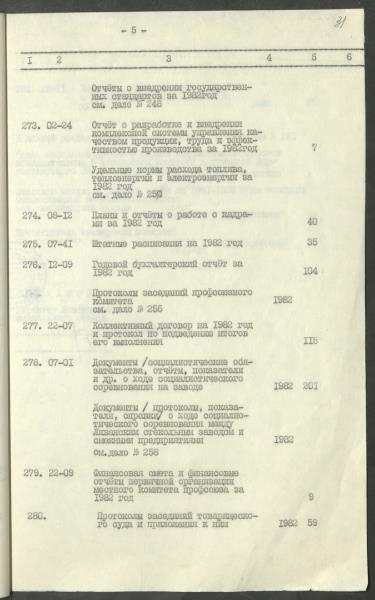 31
- 5 -
1 2 3 4 5 6
Отчёты о внедрении государствен-
ных стандартов за 1982год
см. дело № 248
273. 02-24 Отчёт о разработке и внедрении
комплексной системы управления ка-
чеством продукции, труда и эффек-
тивностью производства за 1982год 7
Удельные нормы расхода топлива,
теплоэнергии и электроэнергии за
1982 год
см. дело № 250
274. 08-12 Планы и отчёты о работе с кадра-
ми за 1982 год 40
275. 07-41 Штатные расписания на 1982 год 35
276. 12-09 Годовой бухгалтерский отчёт за
1982 год 104
Протоколы заседаний профсоюзного
комитета 1982
см. дело № 255
277. 22-07 Коллективный договор на 1982 год
и протокол по подведению итогов
его выполнения 118
278. 07-01 Документы /социалистические обя-
зательства, отчёты, показатели
и др. о ходе социалистического
соревнования на заводе 1982 201
Документы / протоколы, показа-
тели, справки/ о ходе социалис-
тического соревнования между
Ливанским стекольным заводом и
смежными предприятиями 1982
см.дело № 258
279. 22-09 Финансовая смета и финансовые
отчёты первичной организации
местного комитета профсоюза за
1982 год 9
280. Протоколы заседаний товарищеско-
го суда и приложения к ним 1982 59